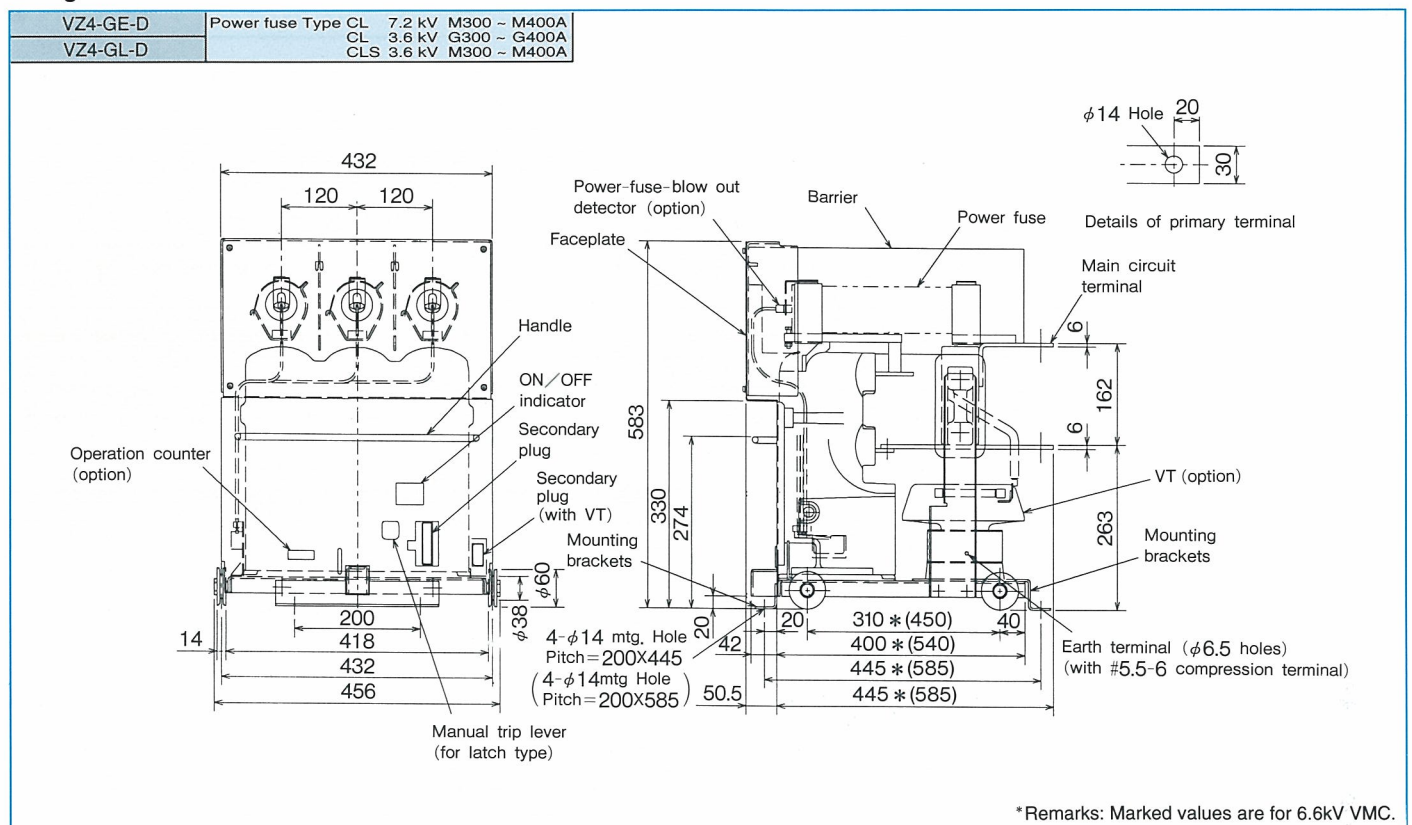 VZ4-GE-D
VZ4-GL-D
Power fuse Type CL 7.2 kV M300 ~ M400A
CL 3.6 kV G300 ~ G400A
CLS 3.6 kV M300 ~ M400A
432
120
120
Handle
ON/OFF
indicator
Secondary
plug
Secondary
plug
(with VT)
Operation counter
(option)
φ60
φ38
200
14
418
432
456
Manual trip lever
(for latch type)
Power-fuse-blow out
detector (option)
Faceplate
Barrier
Power fuse
φ14 Hole
20
30
Details of primary terminal
Main circuit
terminal
6
162
6
263
583
330
274
20
VT (option)
Mounting
brackets
Mounting
brackets
20
310 * (450)
40
42
400 * (540)
445 * (585)
50.5
445 * (585)
4-φ14 mtg. Hole
Pitch=200X445
(4-φ14mtg Hole
Pitch=200X585)
Earth terminal (φ6.5 holes)
(with #5.5-6 compression terminal)
*Remarks: Marked values are for 6.6kV VMC.